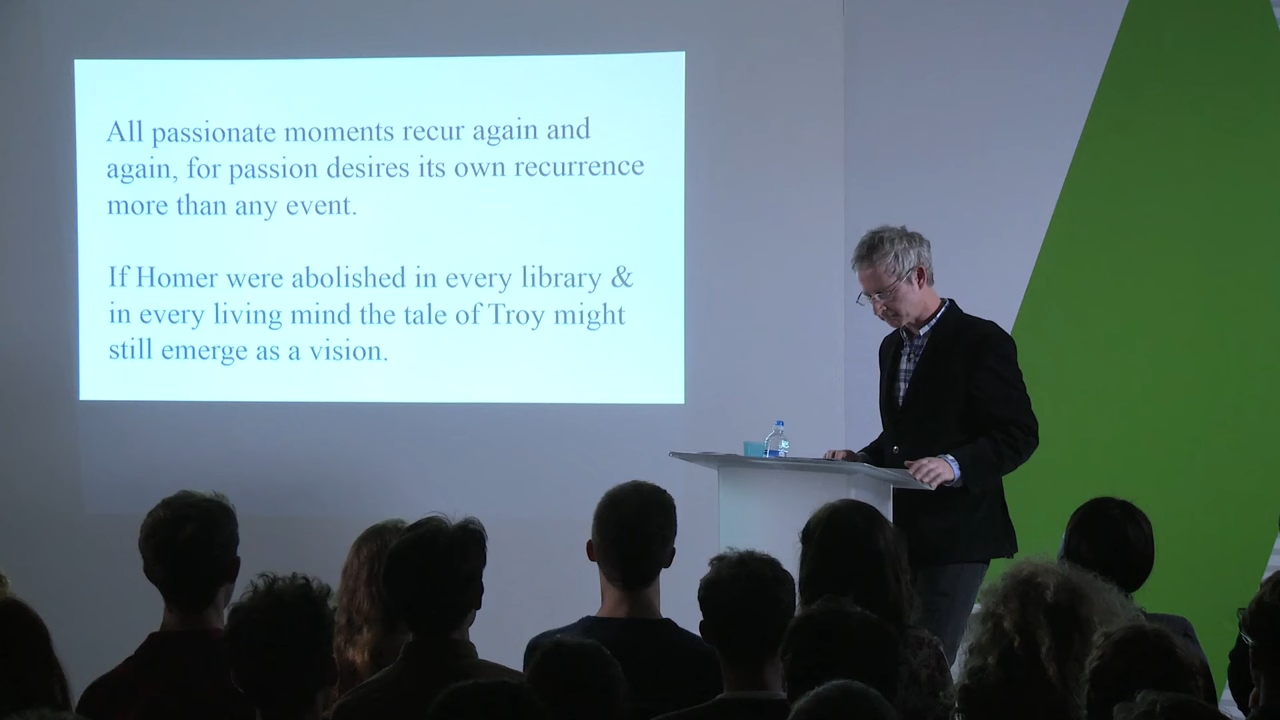 All passionate moments recur again and
again, for passion desires its own recurrence
more than any event.
If Homer were abolished in every library &
in every living mind the tale of Troy might
still emerge as a vision.